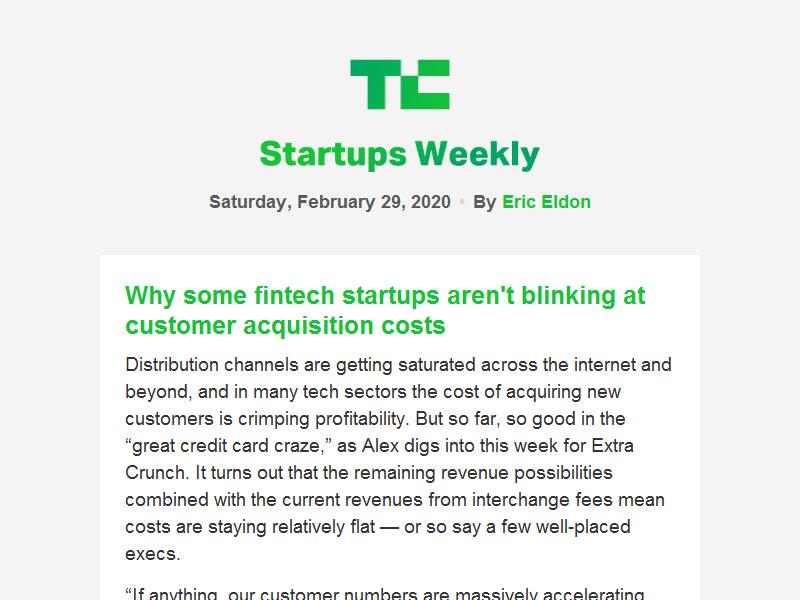 TC
Startups Weekly
Saturday, February 29, 2020 • By Eric Eldon
Why some fintech startups aren't blinking at
customer acquisition costs
Distribution channels are getting saturated across the internet and
beyond, and in many tech sectors the cost of acquiring new
customers is crimping profitability. But so far, so good in the
“great credit card craze,” as Alex digs into this week for Extra
Crunch. It turns out that the remaining revenue possibilities
combined with the current revenues from interchange fees mean
costs are staying relatively flat — or so say a few well-placed
execs.
“If anything, our customer numbers are massively accelerating